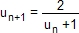 uₙ₊₁ = 2 / (uₙ + 1)